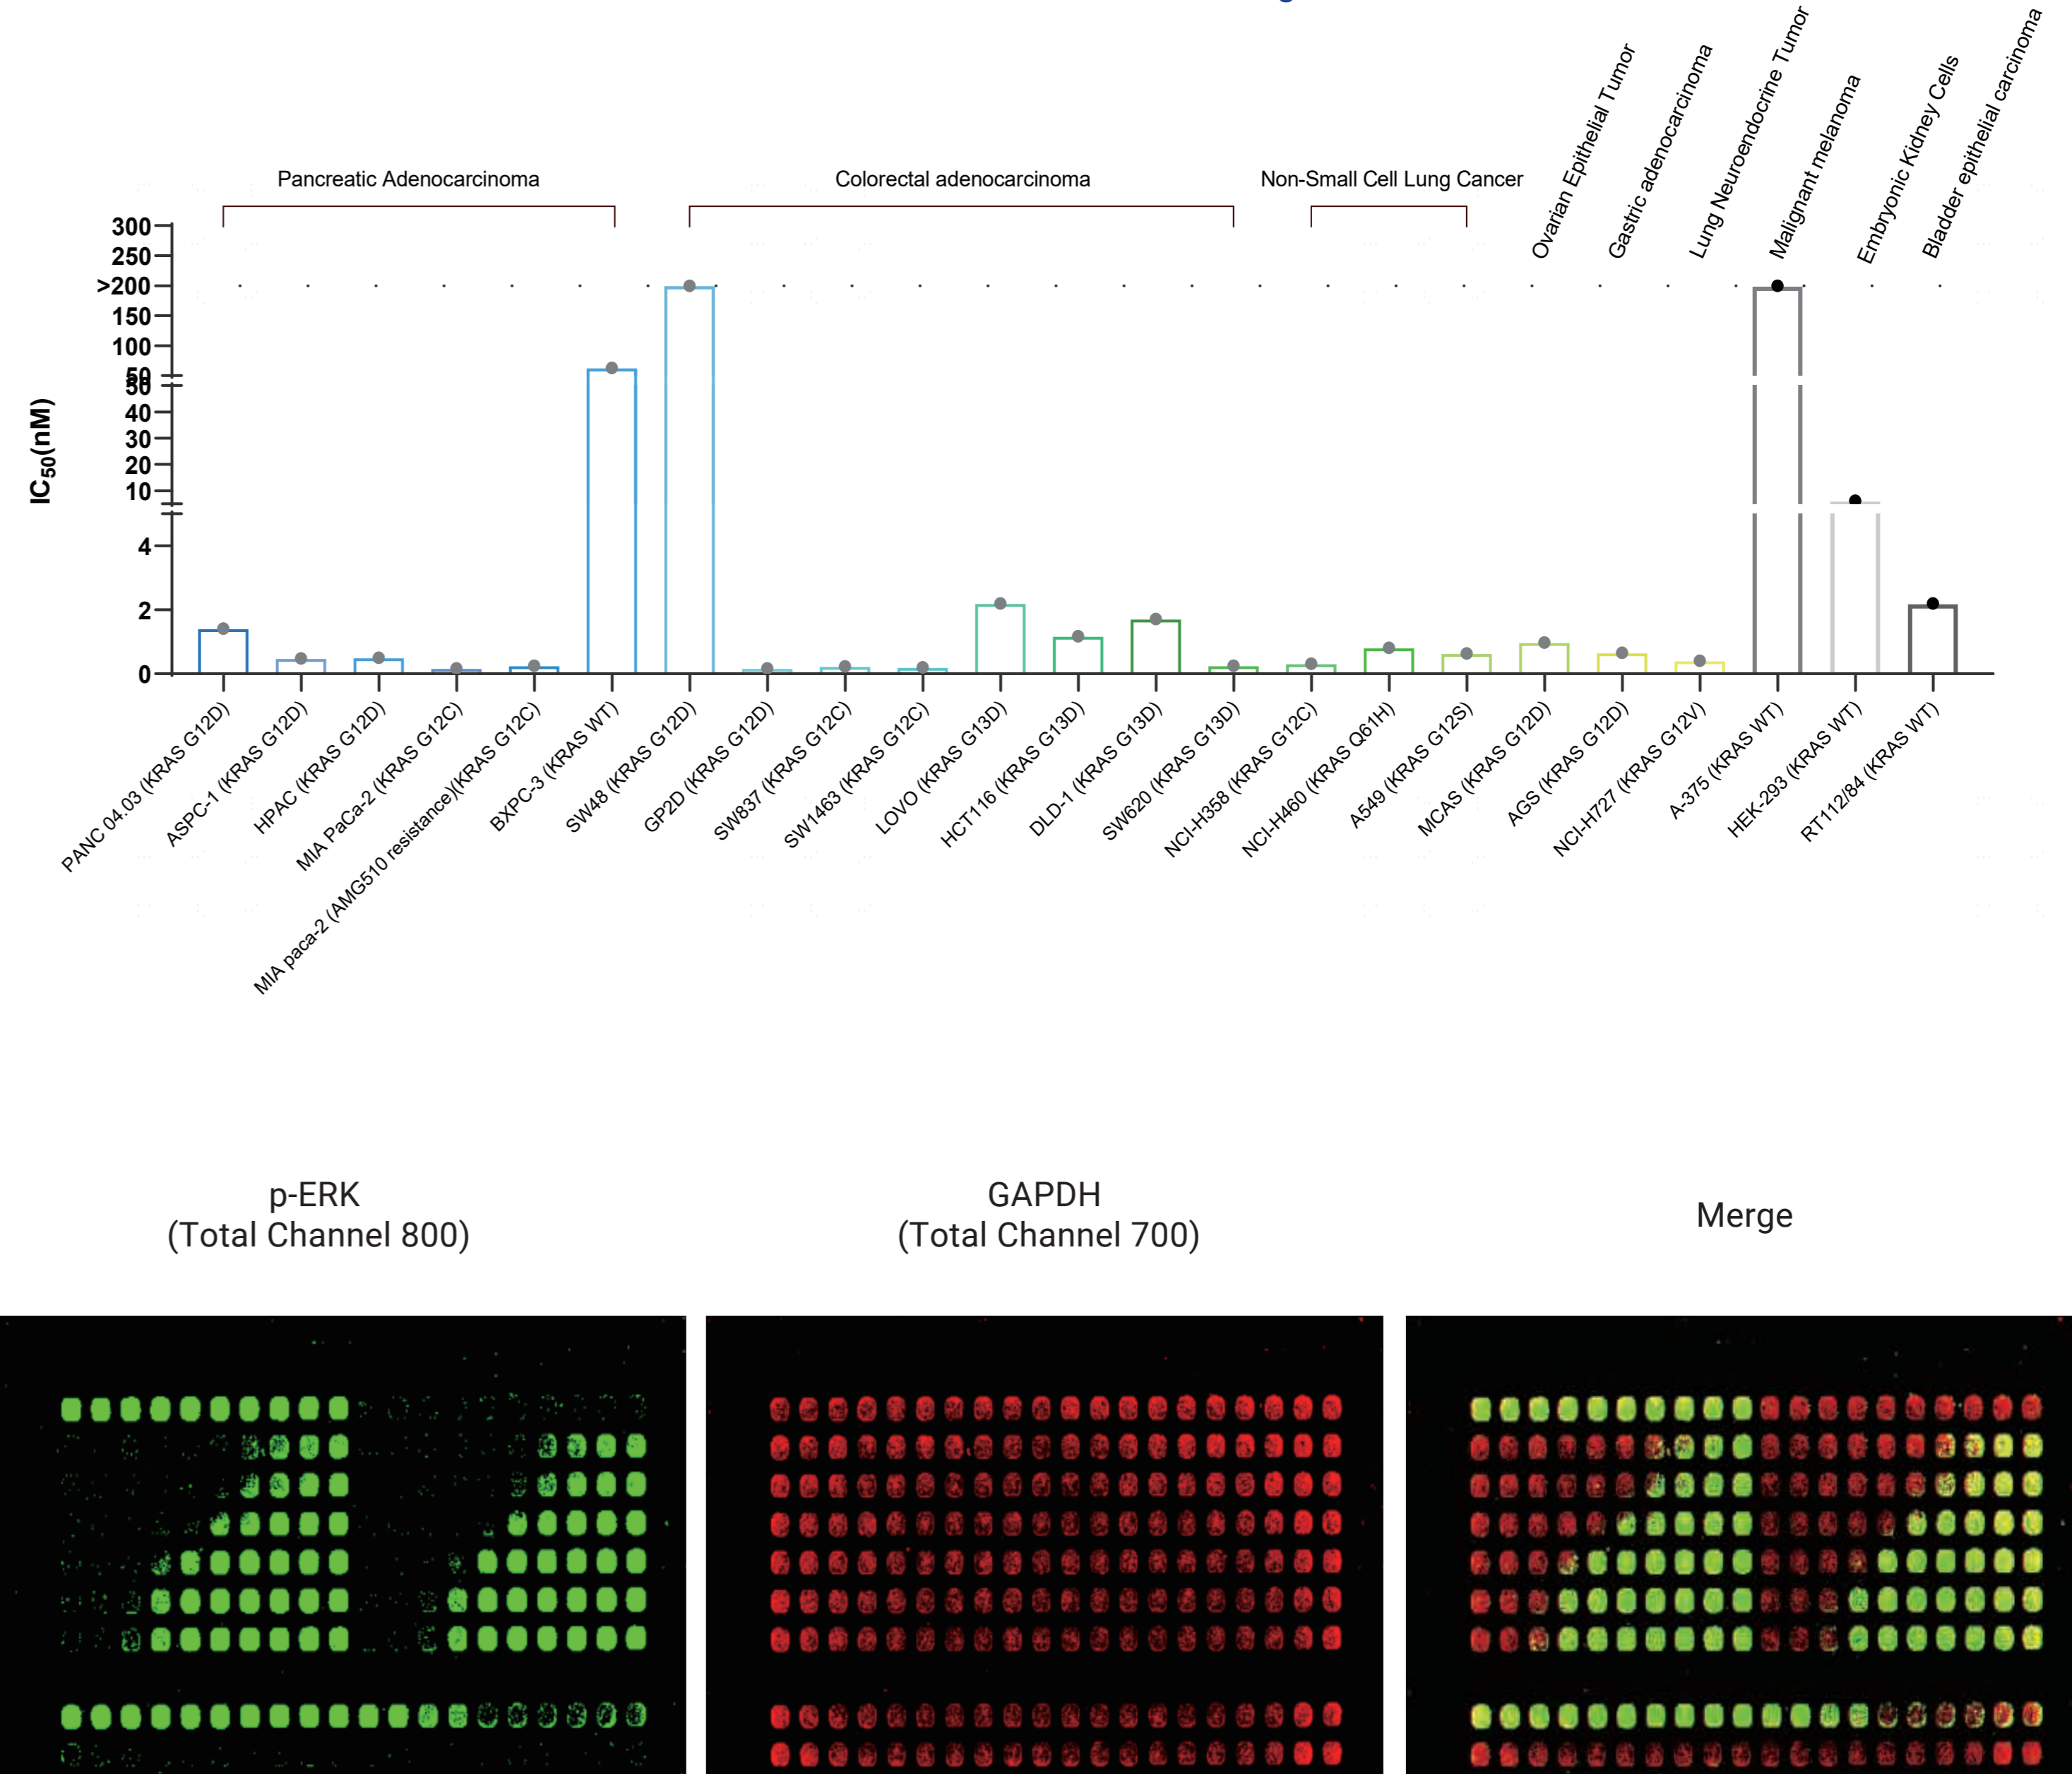 Ovarian Epithelial Tumor
Gastric adenocarcinoma
Lung Neuroendocrine Tumor
Malignant melanoma
Embryonic Kidney Cells
Bladder epithelial carcinoma
Pancreatic Adenocarcinoma
Colorectal adenocarcinoma
Non-Small Cell Lung Cancer
300
250
>200
150
100
50
50
40
30
20
10
4
2
0
IC50(nM)
PANC 04.03 (KRAS G12D)
ASPC-1 (KRAS G12D)
HPAC (KRAS G12D)
MIA PaCa-2 (KRAS G12C)
MIA paca-2 (AMG510 resistance)(KRAS G12C)
BXPC-3 (KRAS WT)
SW48 (KRAS G12D)
GP2D (KRAS G12D)
SW837 (KRAS G12C)
SW1463 (KRAS G12C)
LOVO (KRAS G13D)
HCT116 (KRAS G13D)
DLD-1 (KRAS G13D)
SW620 (KRAS G13D)
NCI-H358 (KRAS G12C)
NCI-H460 (KRAS Q61H)
A549 (KRAS G12S)
MCAS (KRAS G12D)
AGS (KRAS G12D)
NCI-H727 (KRAS G12V)
A-375 (KRAS WT)
HEK-293 (KRAS WT)
RT112/84 (KRAS WT)
p-ERK
(Total Channel 800)
GAPDH
(Total Channel 700)
Merge